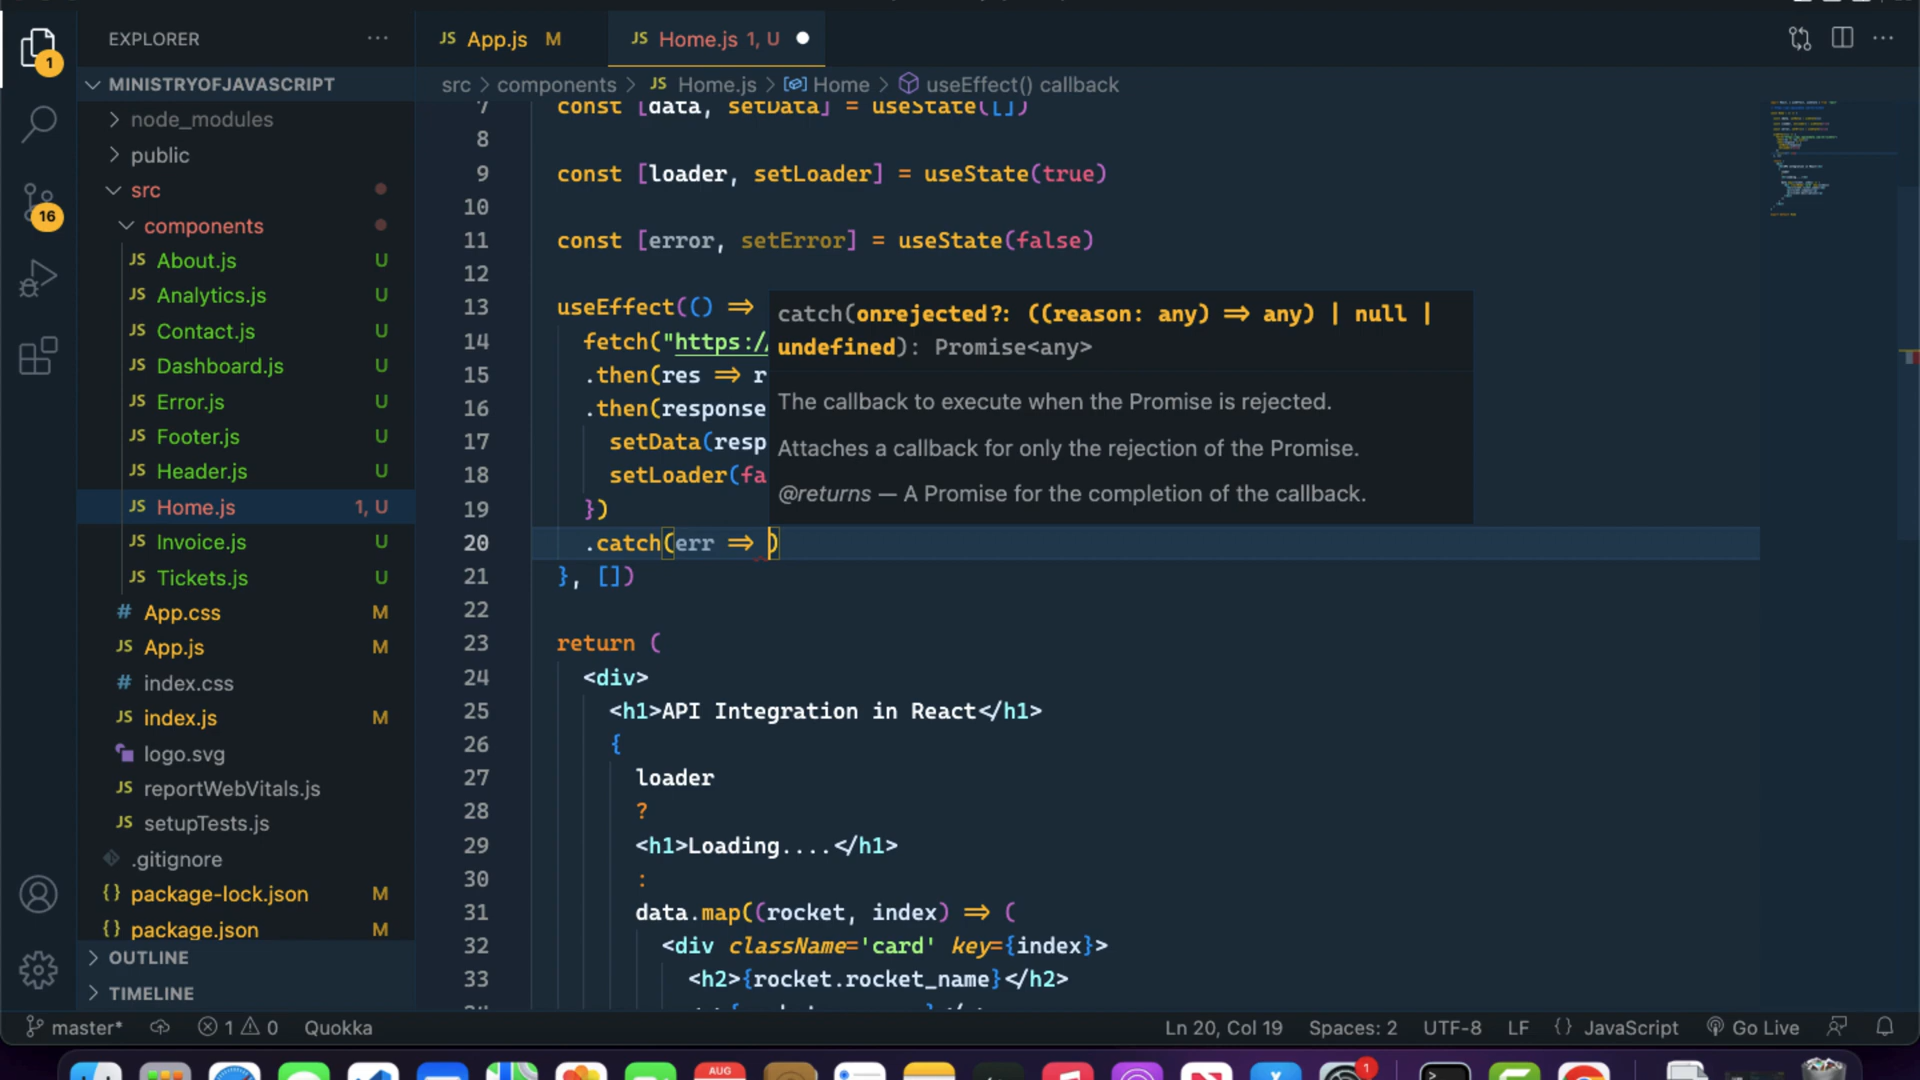 EXPLORER
MINISTRYOFJAVASCRIPT
node_modules
public
src
components
JS About.js U
JS Analytics.js U
JS Contact.js U
JS Dashboard.js U
JS Error.js U
JS Footer.js U
JS Header.js U
JS Home.js 1, U
JS Invoice.js U
JS Tickets.js U
# App.css M
JS App.js M
# index.css
JS index.js M
logo.svg
JS reportWebVitals.js
JS setupTests.js
.gitignore
{} package-lock.json M
{} package.json M
OUTLINE
TIMELINE
1
16
JS App.js M
JS Home.js 1, U
src > components > JS Home.js > Home > useEffect() callback
7 const [data, setData] = useState([])
8
9 const [loader, setLoader] = useState(true)
10
11 const [error, setError] = useState(false)
12
13 useEffect(() =>
14 fetch("https:/
15 .then(res => r
16 .then(response
17 setData(resp
18 setLoader(fa
19 })
20 .catch(err => )
21 }, [])
22
23 return (
24 <div>
25 <h1>API Integration in React</h1>
26 {
27 loader
28 ?
29 <h1>Loading....</h1>
30 :
31 data.map((rocket, index) => (
32 <div className='card' key={index}>
33 <h2>{rocket.rocket_name}</h2>
catch(onrejected?: ((reason: any) => any) | null |
undefined): Promise<any>
The callback to execute when the Promise is rejected.
Attaches a callback for only the rejection of the Promise.
@returns — A Promise for the completion of the callback.
master* 1 0 Quokka
Ln 20, Col 19 Spaces: 2 UTF-8 LF {} JavaScript Go Live
AUG
1